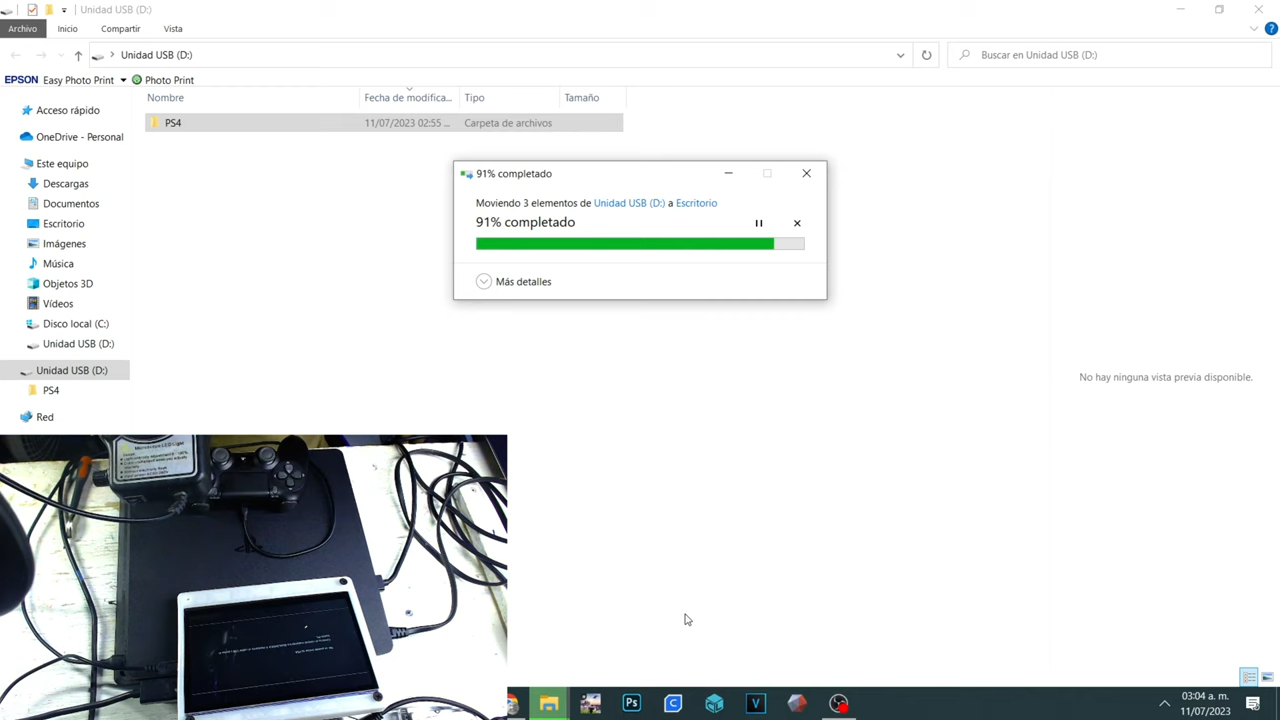 Unidad USB (D:)
Archivo Inicio Compartir Vista
Unidad USB (D:)
Buscar en Unidad USB (D:)
EPSON Easy Photo Print Photo Print
Nombre Fecha de modifica... Tipo Tamaño
PS4 11/07/2023 02:55 ... Carpeta de archivos
Acceso rápido
OneDrive - Personal
Este equipo
Descargas
Documentos
Escritorio
Imágenes
Música
Objetos 3D
Vídeos
Disco local (C:)
Unidad USB (D:)
Unidad USB (D:)
PS4
Red
91% completado
Moviendo 3 elementos de Unidad USB (D:) a Escritorio
91% completado
Más detalles
No hay ninguna vista previa disponible.
Ps
V
03:04 a. m.
11/07/2023